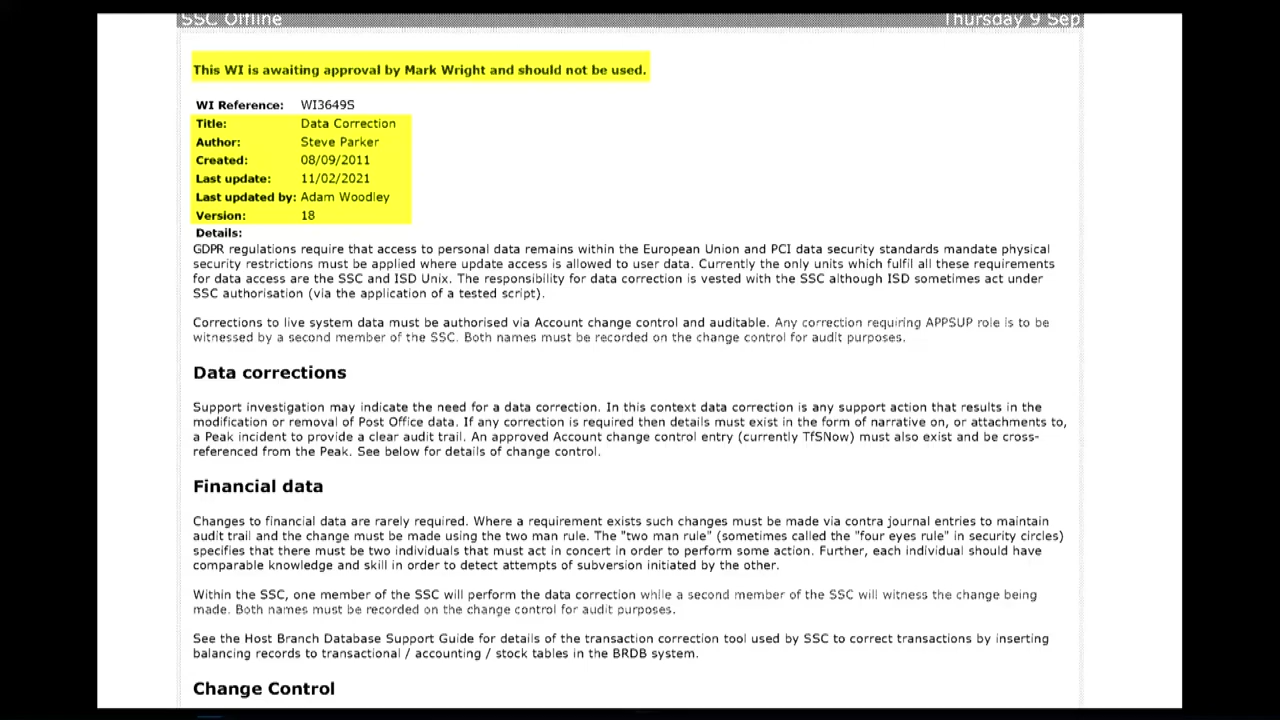 SSC Offline Thursday 9 Sep
This WI is awaiting approval by Mark Wright and should not be used.
WI Reference: WI3649S
Title: Data Correction
Author: Steve Parker
Created: 08/09/2011
Last update: 11/02/2021
Last updated by: Adam Woodley
Version: 18
Details:
GDPR regulations require that access to personal data remains within the European Union and PCI data security standards mandate physical
security restrictions must be applied where update access is allowed to user data. Currently the only units which fulfil all these requirements
for data access are the SSC and ISD Unix. The responsibility for data correction is vested with the SSC although ISD sometimes act under
SSC authorisation (via the application of a tested script).
Corrections to live system data must be authorised via Account change control and auditable. Any correction requiring APPSUP role is to be
witnessed by a second member of the SSC. Both names must be recorded on the change control for audit purposes.
Data corrections
Support investigation may indicate the need for a data correction. In this context data correction is any support action that results in the
modification or removal of Post Office data. If any correction is required then details must exist in the form of narrative on, or attachments to,
a Peak incident to provide a clear audit trail. An approved Account change control entry (currently TfSNow) must also exist and be cross-
referenced from the Peak. See below for details of change control.
Financial data
Changes to financial data are rarely required. Where a requirement exists such changes must be made via contra journal entries to maintain
audit trail and the change must be made using the two man rule. The "two man rule" (sometimes called the "four eyes rule" in security circles)
specifies that there must be two individuals that must act in concert in order to perform some action. Further, each individual should have
comparable knowledge and skill in order to detect attempts of subversion initiated by the other.
Within the SSC, one member of the SSC will perform the data correction while a second member of the SSC will witness the change being
made. Both names must be recorded on the change control for audit purposes.
See the Host Branch Database Support Guide for details of the transaction correction tool used by SSC to correct transactions by inserting
balancing records to transactional / accounting / stock tables in the BRDB system.
Change Control